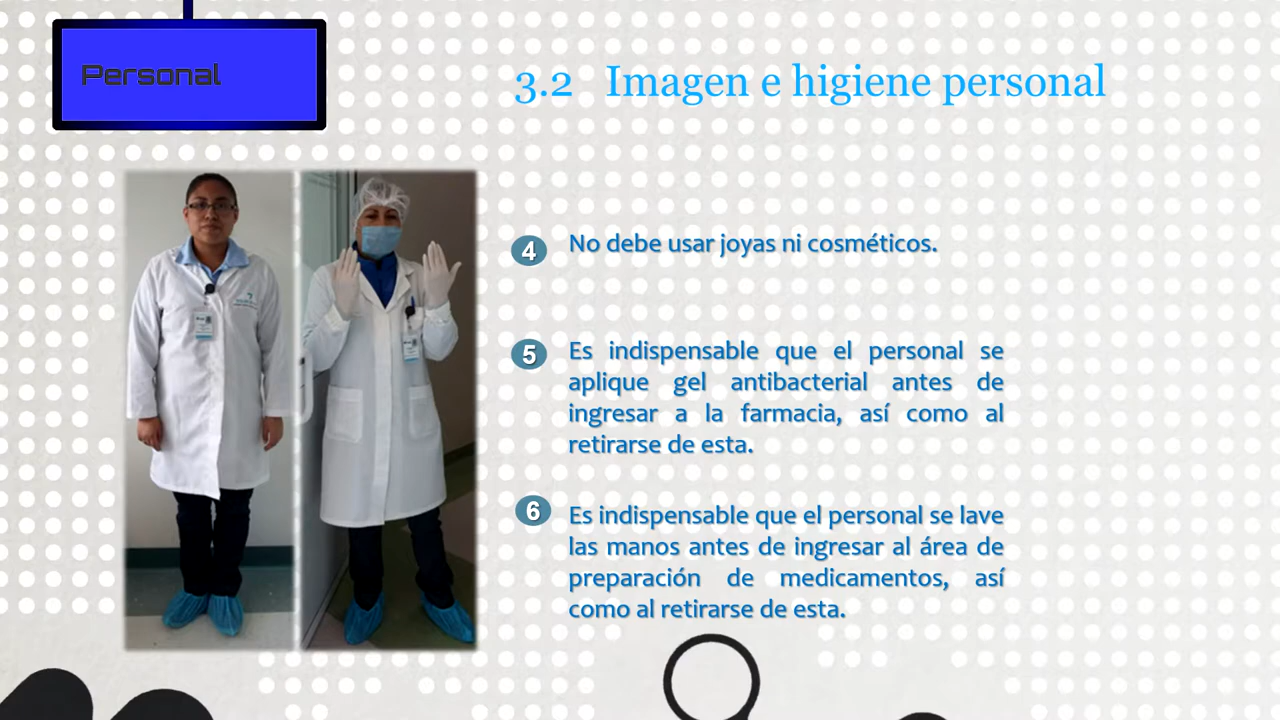 Personal
3.2 Imagen e higiene personal
4 No debe usar joyas ni cosméticos.
5 Es indispensable que el personal se
aplique gel antibacterial antes de
ingresar a la farmacia, así como al
retirarse de esta.
6 Es indispensable que el personal se lave
las manos antes de ingresar al área de
preparación de medicamentos, así
como al retirarse de esta.